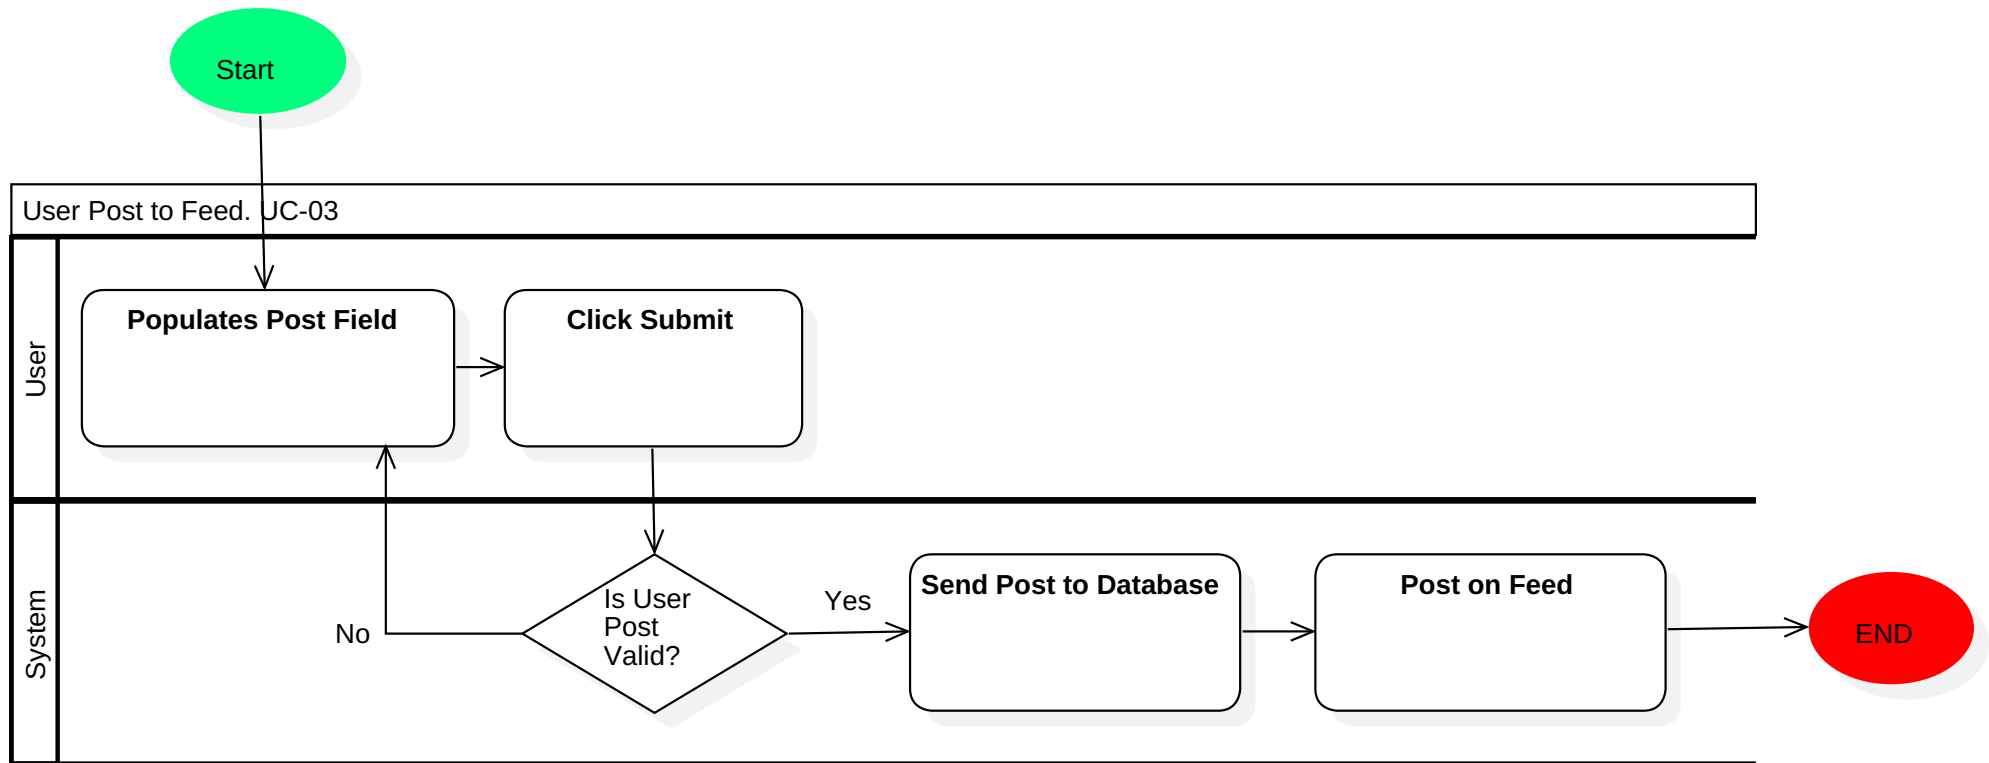 Start
User Post to Feed. UC-03
User
Populates Post Field
Click Submit
System
No
Is User
Post
Valid?
Yes
Send Post to Database
Post on Feed
END